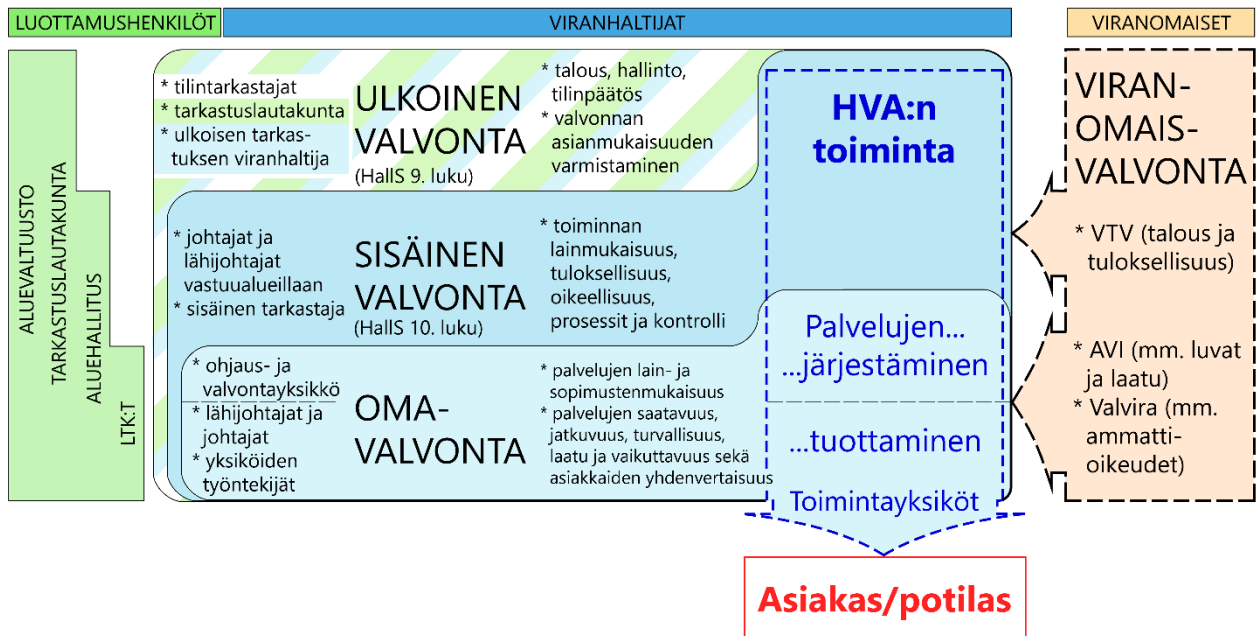 LUOTTAMUSHENKILÖT
VIRANHALTIJAT
VIRANOMAISET
ALUEVALTUUSTO
TARKASTUSLAUTAKUNTA
ALUEHALLITUS
LTK:T
* tilintarkastajat
* tarkastuslautakunta
* ulkoisen tarkas-
tuksen viranhaltija
ULKOINEN
VALVONTA
(HallS 9. luku)
* talous, hallinto,
tilinpäätös
* valvonnan
asianmukaisuuden
varmistaminen
* johtajat ja
lähijohtajat
vastuualueillaan
* sisäinen tarkastaja
SISÄINEN
VALVONTA
(HallS 10. luku)
* toiminnan
lainmukaisuus,
tuloksellisuus,
oikeellisuus,
prosessit ja kontrolli
* ohjaus- ja
valvontayksikkö
* lähijohtajat ja
johtajat
* yksiköiden
työntekijät
OMA-
VALVONTA
* palvelujen lain- ja
sopimustenmukaisuus
* palvelujen saatavuus,
jatkuvuus, turvallisuus,
laatu ja vaikuttavuus sekä
asiakkaiden yhdenvertaisuus
HVA:n
toiminta
Palvelujen...
...järjestäminen
...tuottaminen
Toimintayksiköt
Asiakas/potilas
VIRAN-
OMAIS-
VALVONTA
* VTV (talous ja
tuloksellisuus)
* AVI (mm. luvat
ja laatu)
* Valvira (mm.
ammatti-
oikeudet)